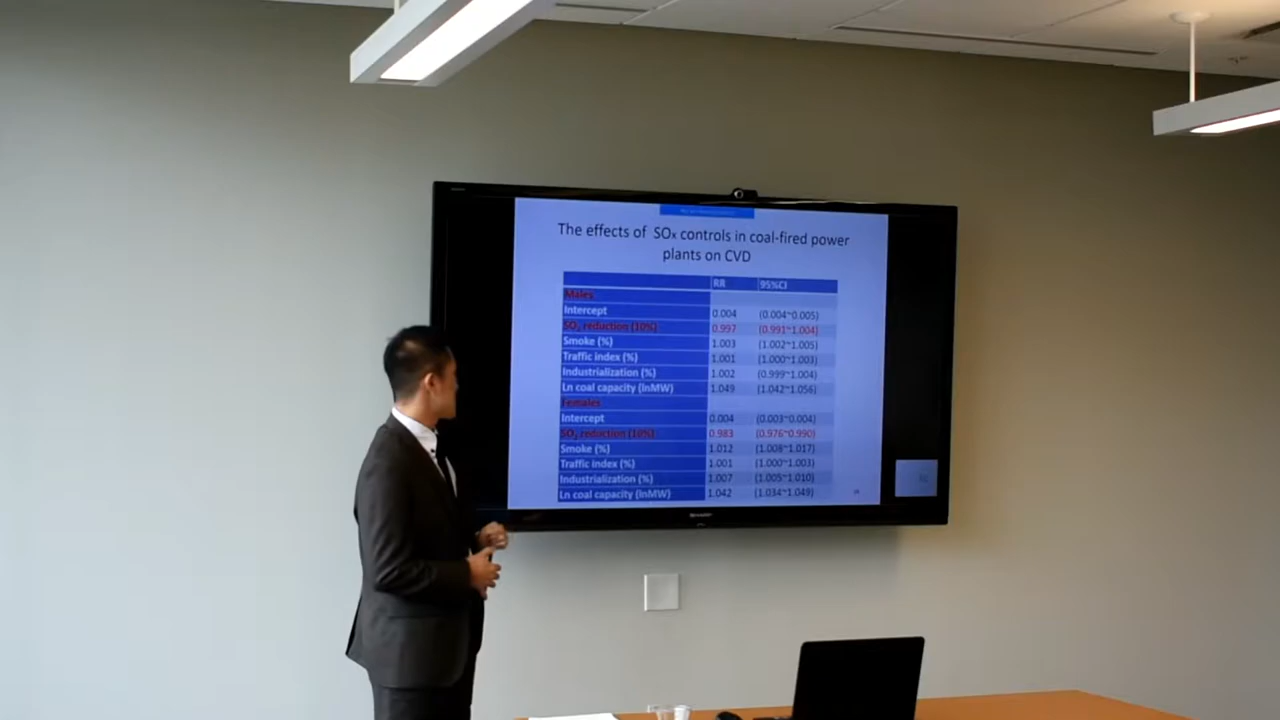 The effects of SOx controls in coal-fired power
plants on CVD
RR 95%CI
Males
Intercept 0.004 (0.004~0.005)
SOx reduction (10%) 0.997 (0.991~1.004)
Smoke (%) 1.003 (1.002~1.005)
Traffic index (%) 1.001 (1.000~1.003)
Industrialization (%) 1.002 (0.999~1.004)
Ln coal capacity (lnMW) 1.049 (1.042~1.056)
Females
Intercept 0.004 (0.003~0.004)
SOx reduction (10%) 0.983 (0.976~0.990)
Smoke (%) 1.012 (1.008~1.017)
Traffic index (%) 1.001 (1.000~1.003)
Industrialization (%) 1.007 (1.005~1.010)
Ln coal capacity (lnMW) 1.042 (1.034~1.049)
SHARP